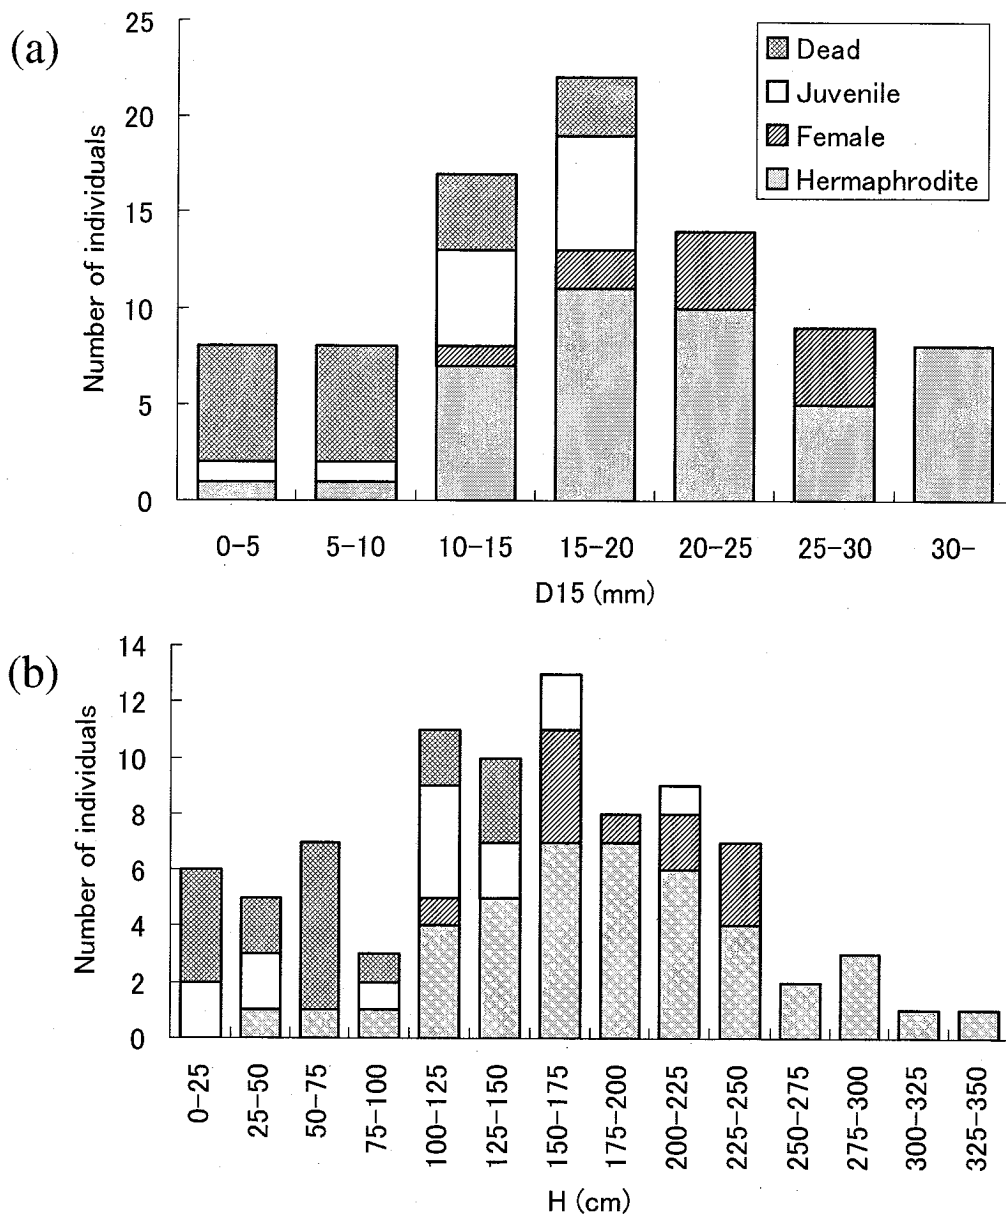 (a)
25
20
15
10
5
0
Number of individuals
Dead
Juvenile
Female
Hermaphrodite
0-5 5-10 10-15 15-20 20-25 25-30 30-
D15 (mm)
(b)
14
12
10
8
6
4
2
0
Number of individuals
0-25 25-50 50-75 75-100 100-125 125-150 150-175 175-200 200-225 225-250 250-275 275-300 300-325 325-350
H (cm)